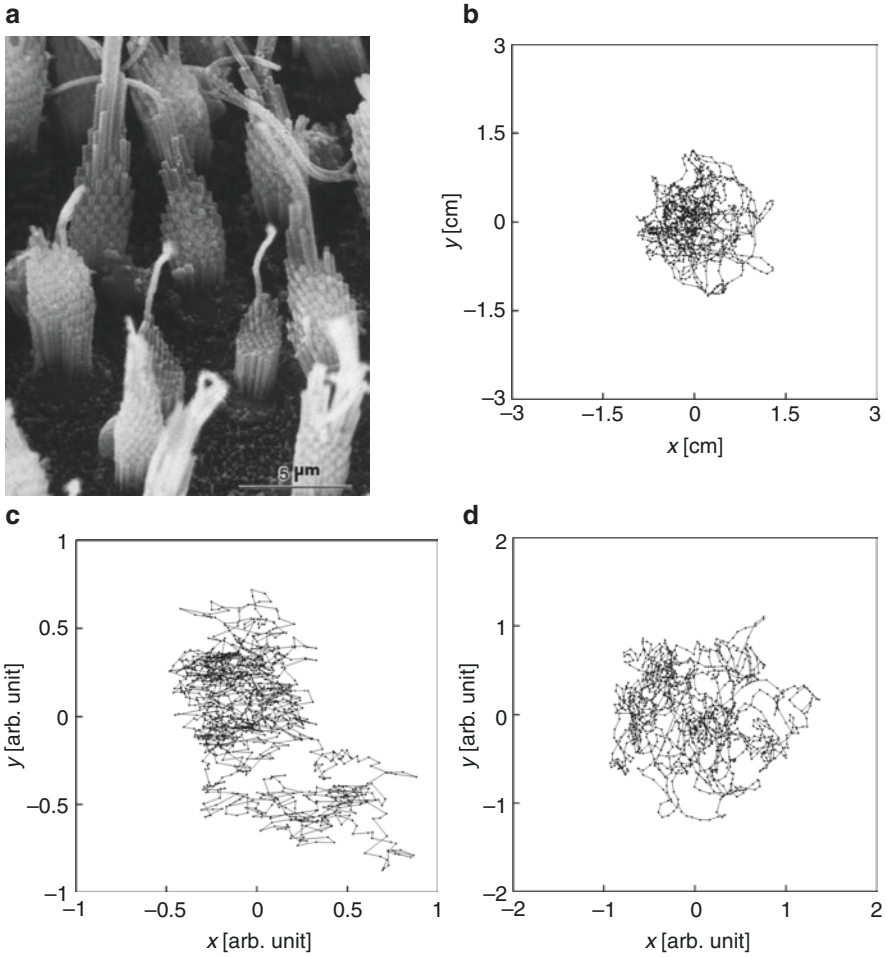 a
5 µm
b
3
1.5
0
−1.5
−3
y [cm]
−3 −1.5 0 1.5 3
x [cm]
c
1
0.5
0
−0.5
−1
y [arb. unit]
−1 −0.5 0 0.5 1
x [arb. unit]
d
2
1
0
−1
−2
y [arb. unit]
−2 −1 0 1 2
x [arb. unit]